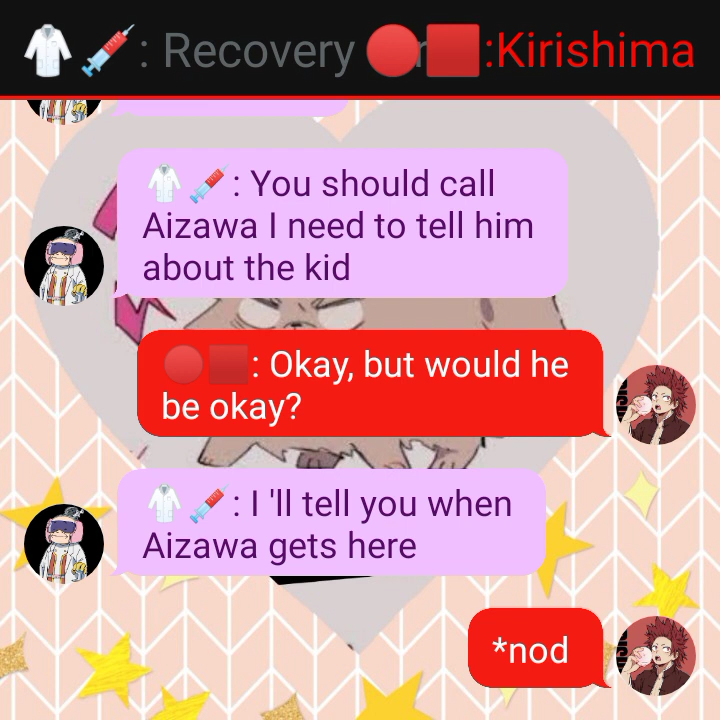 🥼💉: Recovery 🔴🟥:Kirishima
🥼💉: You should call
Aizawa I need to tell him
about the kid
🔴🟥: Okay, but would he
be okay?
🥼💉: I 'll tell you when
Aizawa gets here
*nod